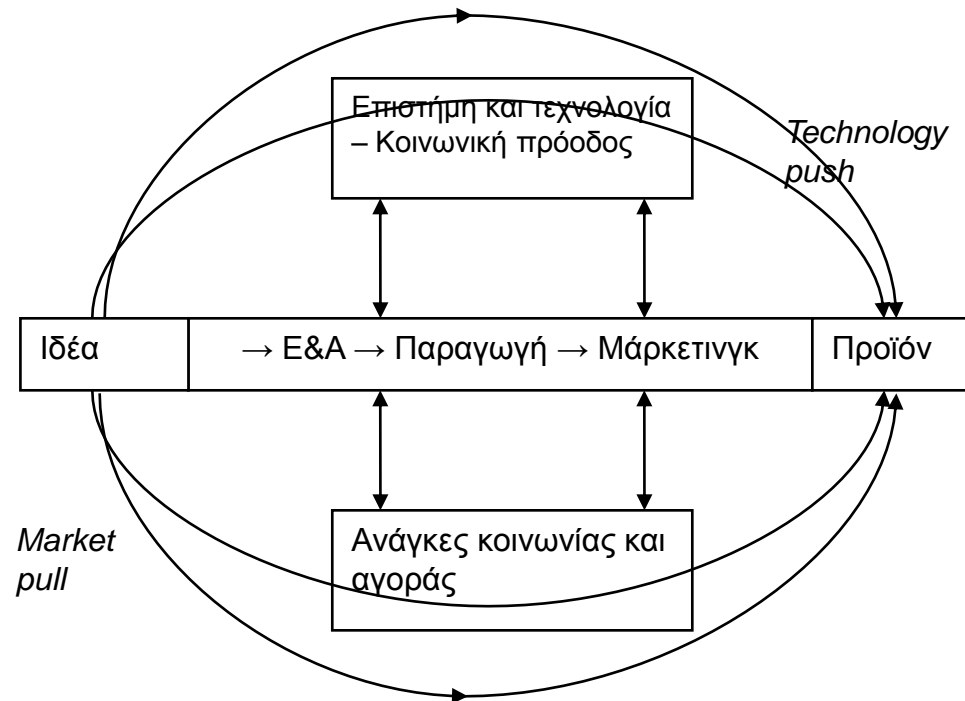 Επιστήμη και τεχνολογία
– Κοινωνική πρόοδος
Technology
push
Ιδέα
→ Ε&Α → Παραγωγή → Μάρκετινγκ
Προϊόν
Market
pull
Ανάγκες κοινωνίας και
αγοράς